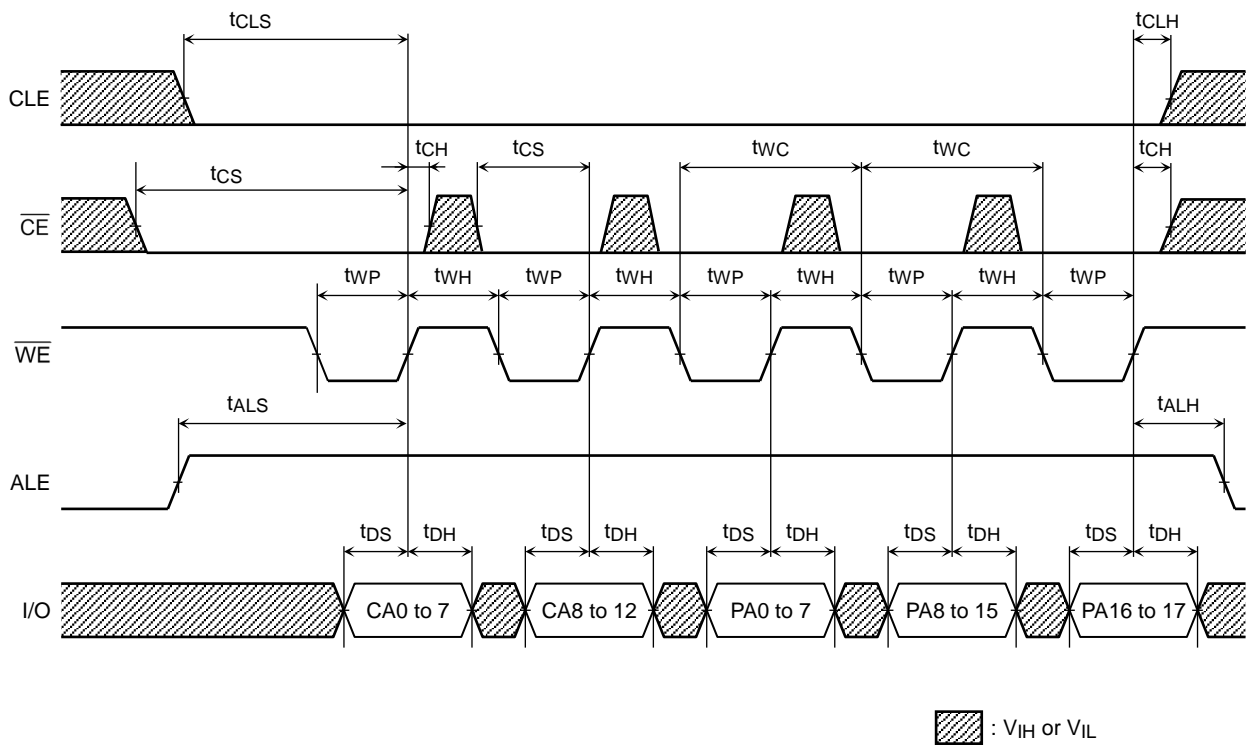 tCLS tCLH
CLE
tCH tCS tWC tWC tCH
tCS
CE
tWP tWH tWP tWH tWP tWH tWP tWH tWP
WE
tALS tALH
ALE
tDS tDH tDS tDH tDS tDH tDS tDH tDS tDH
I/O CA0 to 7 CA8 to 12 PA0 to 7 PA8 to 15 PA16 to 17
: VIH or VIL